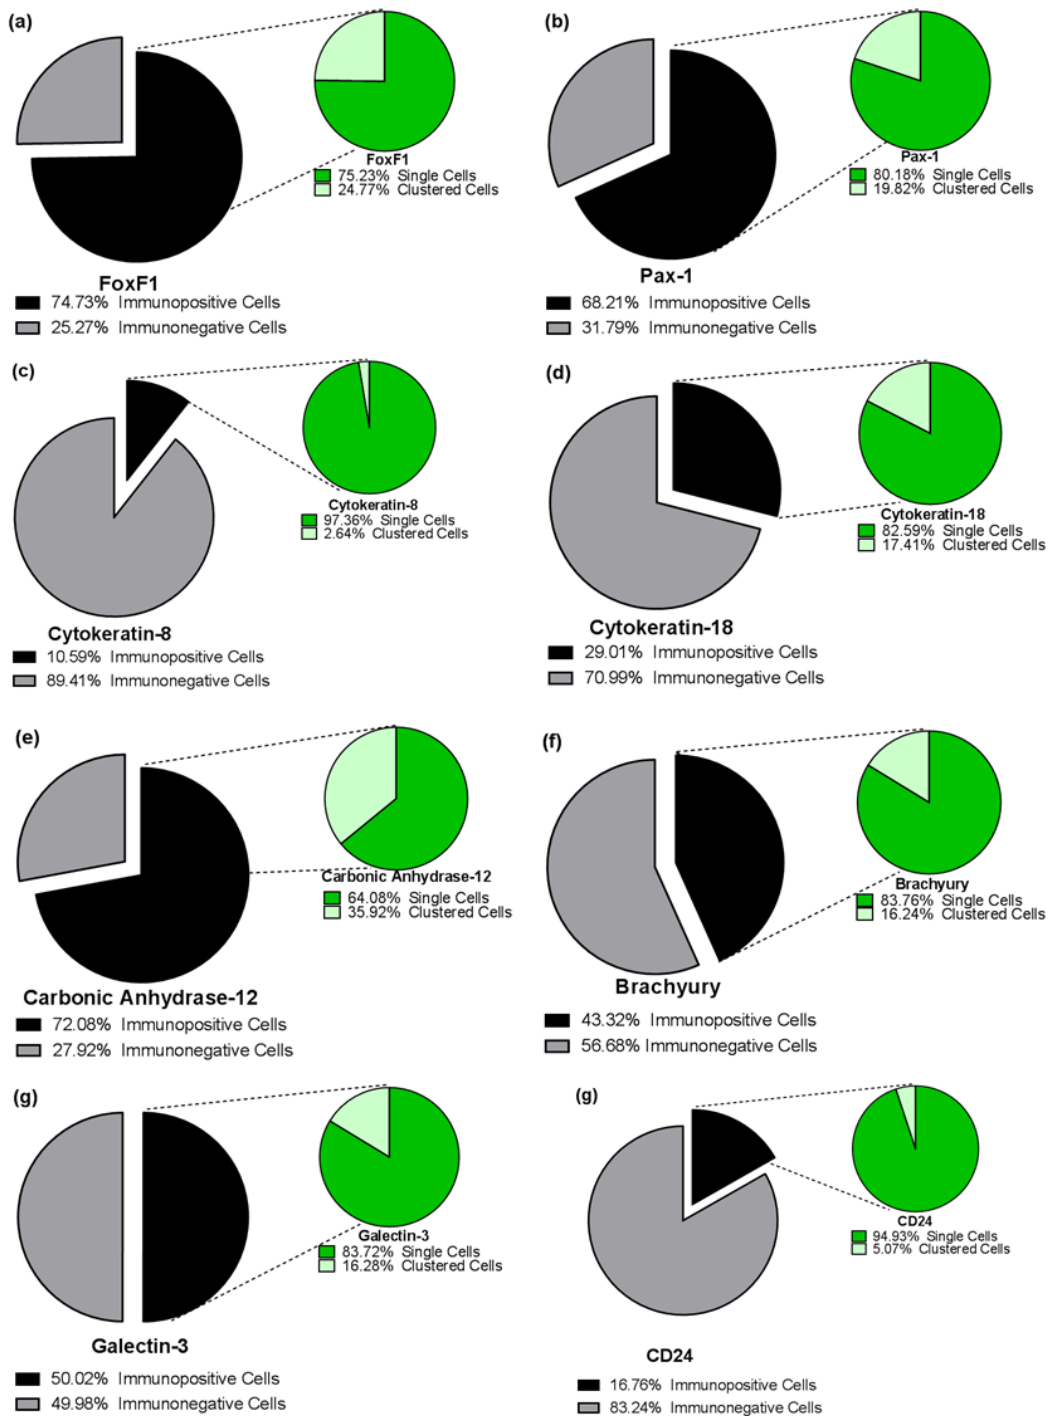 (a)
FoxF1
75.23% Single Cells
24.77% Clustered Cells
FoxF1
74.73% Immunopositive Cells
25.27% Immunonegative Cells
(b)
Pax-1
80.18% Single Cells
19.82% Clustered Cells
Pax-1
68.21% Immunopositive Cells
31.79% Immunonegative Cells
(c)
Cytokeratin-8
97.36% Single Cells
2.64% Clustered Cells
Cytokeratin-8
10.59% Immunopositive Cells
89.41% Immunonegative Cells
(d)
Cytokeratin-18
82.59% Single Cells
17.41% Clustered Cells
Cytokeratin-18
29.01% Immunopositive Cells
70.99% Immunonegative Cells
(e)
Carbonic Anhydrase-12
64.08% Single Cells
35.92% Clustered Cells
Carbonic Anhydrase-12
72.08% Immunopositive Cells
27.92% Immunonegative Cells
(f)
Brachyury
83.76% Single Cells
16.24% Clustered Cells
Brachyury
43.32% Immunopositive Cells
56.68% Immunonegative Cells
(g)
Galectin-3
83.72% Single Cells
16.28% Clustered Cells
Galectin-3
50.02% Immunopositive Cells
49.98% Immunonegative Cells
(g)
CD24
94.93% Single Cells
5.07% Clustered Cells
CD24
16.76% Immunopositive Cells
83.24% Immunonegative Cells